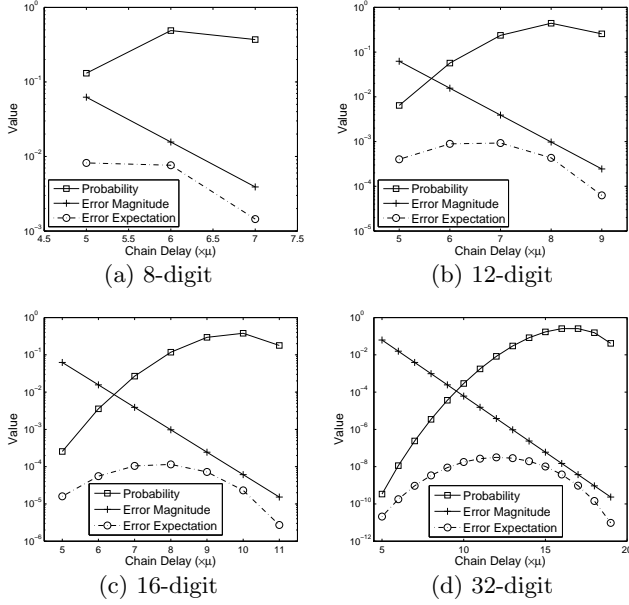 10^0
10^-1
10^-2
10^-3
Value
4.5 5 5.5 6 6.5 7 7.5
Chain Delay (×μ)
Probability
Error Magnitude
Error Expectation
(a) 8-digit
10^0
10^-1
10^-2
10^-3
10^-4
10^-5
Value
5 6 7 8 9
Chain Delay (×μ)
Probability
Error Magnitude
Error Expectation
(b) 12-digit
10^0
10^-1
10^-2
10^-3
10^-4
10^-5
10^-6
Value
5 6 7 8 9 10 11
Chain Delay (×μ)
Probability
Error Magnitude
Error Expectation
(c) 16-digit
10^0
10^-2
10^-4
10^-6
10^-8
10^-10
10^-12
Value
5 10 15 20
Chain Delay (×μ)
Probability
Error Magnitude
Error Expectation
(d) 32-digit